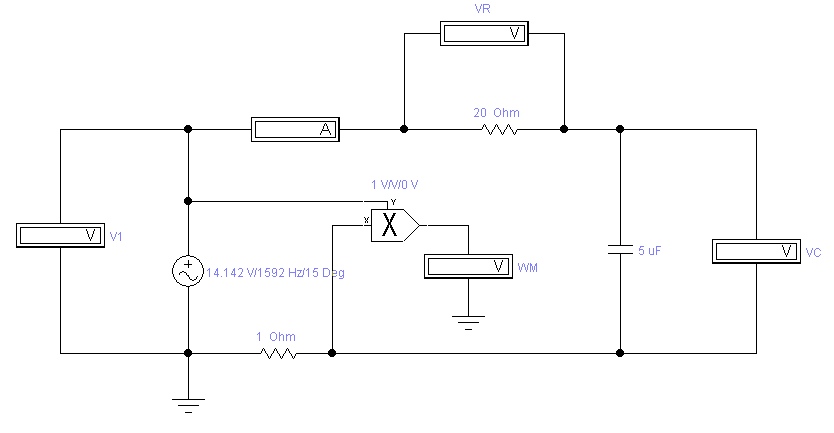 VR
V
A
20 Ohm
1 V/V/0 V
Y
X
X
V
V1
14.142 V/1592 Hz/15 Deg
V
WM
5 uF
V
VC
1 Ohm